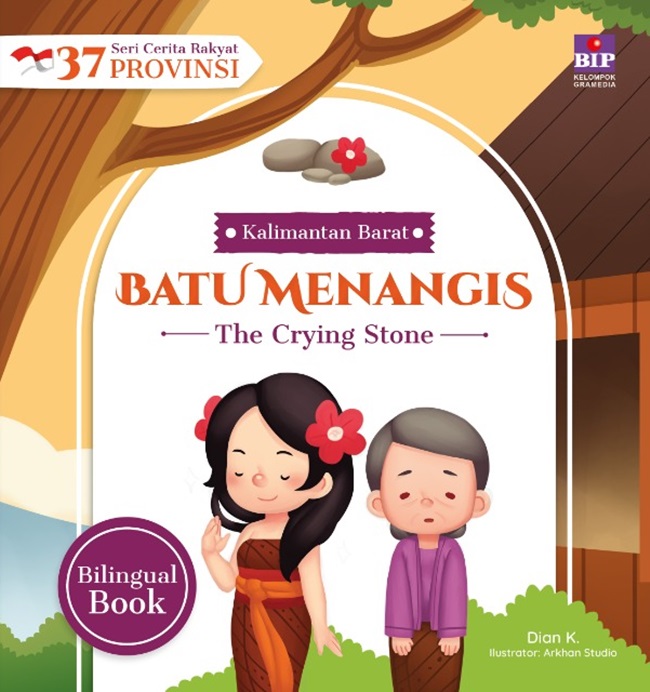 37
Seri Cerita Rakyat
PROVINSI
BIP
KELOMPOK
GRAMEDIA
Kalimantan Barat
BATU MENANGIS
The Crying Stone
Bilingual
Book
Dian K.
Ilustrator: Arkhan Studio